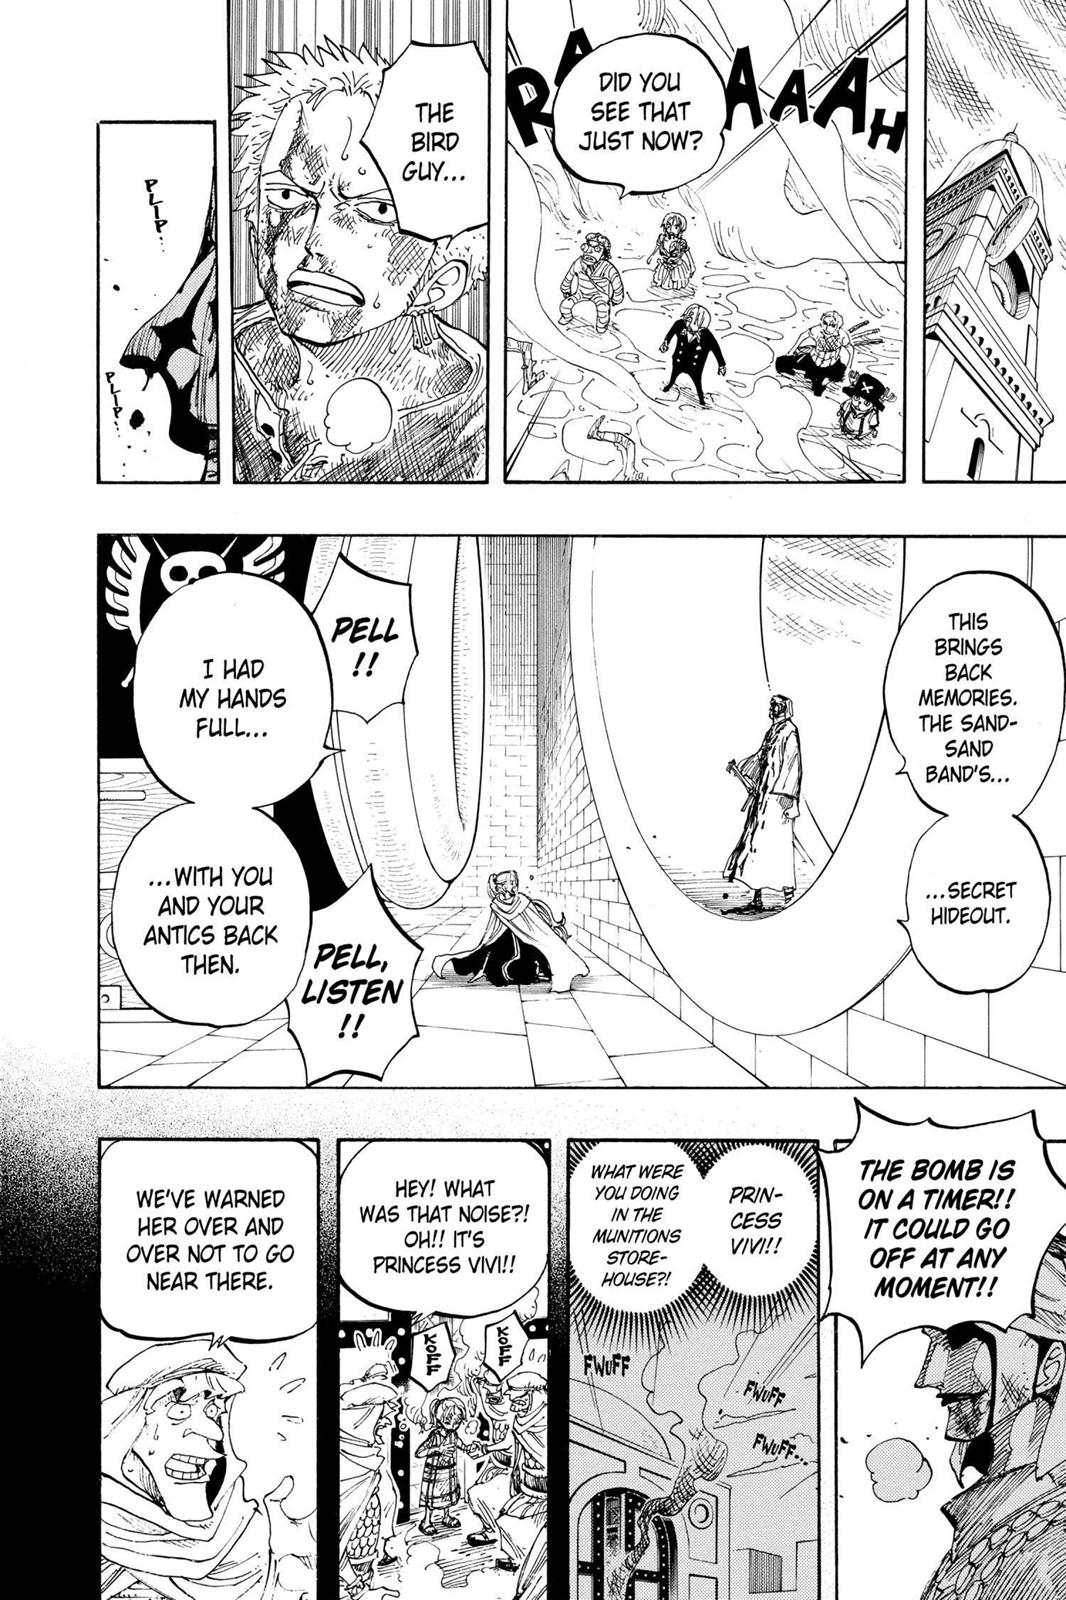 RA
AAAH
DID YOU
SEE THAT
JUST NOW?
THE
BIRD
GUY...
PLIP...
PLIP...
THIS
BRINGS
BACK
MEMORIES.
THE SAND-
SAND
BAND'S...
...SECRET
HIDEOUT.
PELL
!!
I HAD
MY HANDS
FULL...
...WITH YOU
AND YOUR
ANTICS BACK
THEN.
PELL,
LISTEN
!!
THE BOMB IS
ON A TIMER!!
IT COULD GO
OFF AT ANY
MOMENT!!
PRIN-
CESS
VIVI!!
WHAT WERE
YOU DOING
IN THE
MUNITIONS
STORE-
HOUSE?!
FWUFF
FWUFF
FWUFF...
HEY! WHAT
WAS THAT NOISE?!
OH!! IT'S
PRINCESS VIVI!!
KOFF
KOFF
WE'VE WARNED
HER OVER AND
OVER NOT TO GO
NEAR THERE.